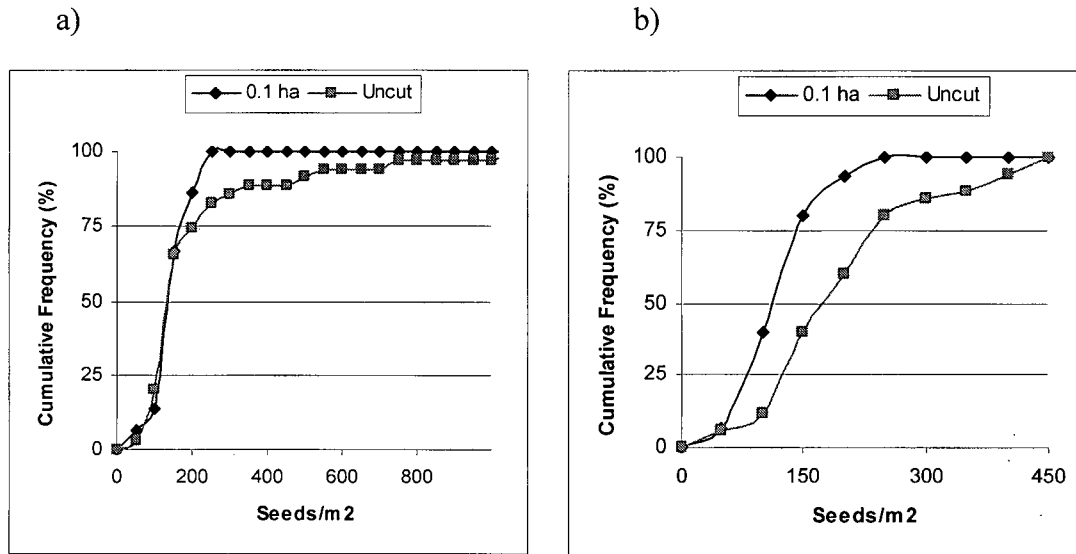 a)
0.1 ha Uncut
100
75
50
25
0
Cumulative Frequency (%)
0 200 400 600 800
Seeds/m2
b)
0.1 ha Uncut
100
75
50
25
0
Cumulative Frequency (%)
0 150 300 450
Seeds/m2